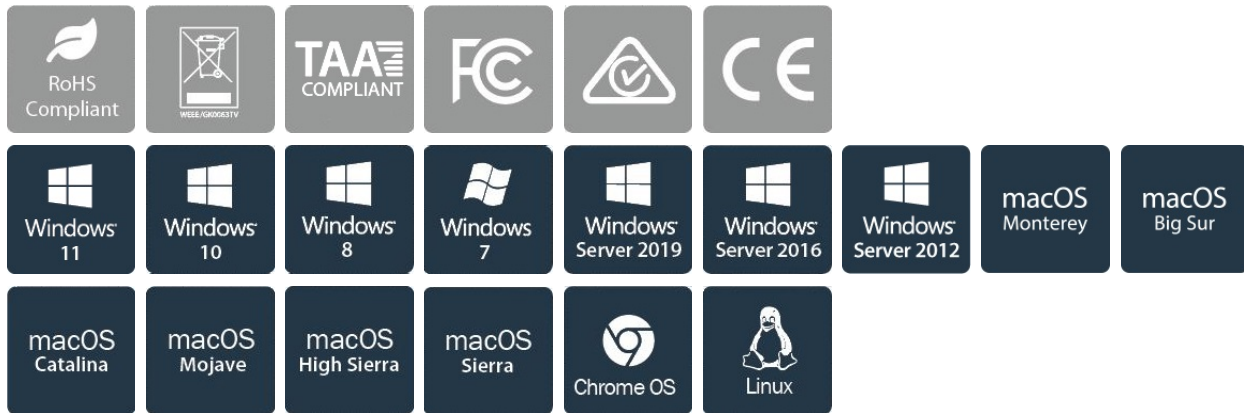 RoHS
Compliant
WEEE/GK0083TV
TAA
COMPLIANT
FC
CE
Windows
11
Windows
10
Windows
8
Windows
7
Windows
Server 2019
Windows
Server 2016
Windows
Server 2012
macOS
Monterey
macOS
Big Sur
macOS
Catalina
macOS
Mojave
macOS
High Sierra
macOS
Sierra
Chrome OS
Linux